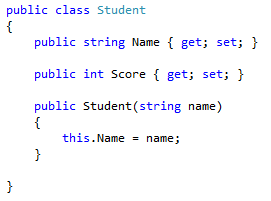 public class Student
{
    public string Name { get; set; }
    public int Score { get; set; }
    public Student(string name)
    {
        this.Name = name;
    }
}